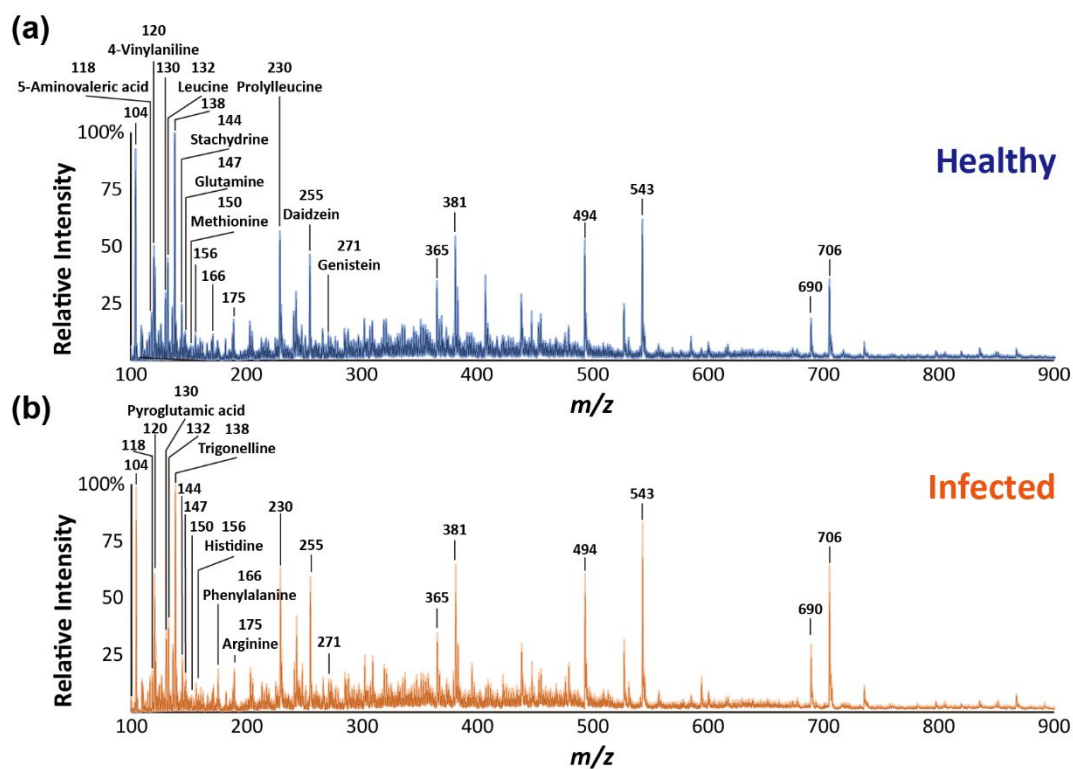 (a)
120
4-Vinylaniline
118 130 132 230
5-Aminovaleric acid Leucine Prolylleucine
104 138
100%
144
Stachydrine
147
Glutamine
150
Methionine
255
Daidzein
271
Genistein
156
166
175
365
381
494
543
690
706
Healthy
75
50
25
Relative Intensity
100 200 300 400 500 600 700 800 900
m/z
(b)
130
Pyroglutamic acid
120 132 138
118 Trigonelline
104
100%
144
147
150 156
Histidine
166
Phenylalanine
175
Arginine
230
255
271
365
381
494
543
690
706
Infected
75
50
25
Relative Intensity
100 200 300 400 500 600 700 800 900
m/z